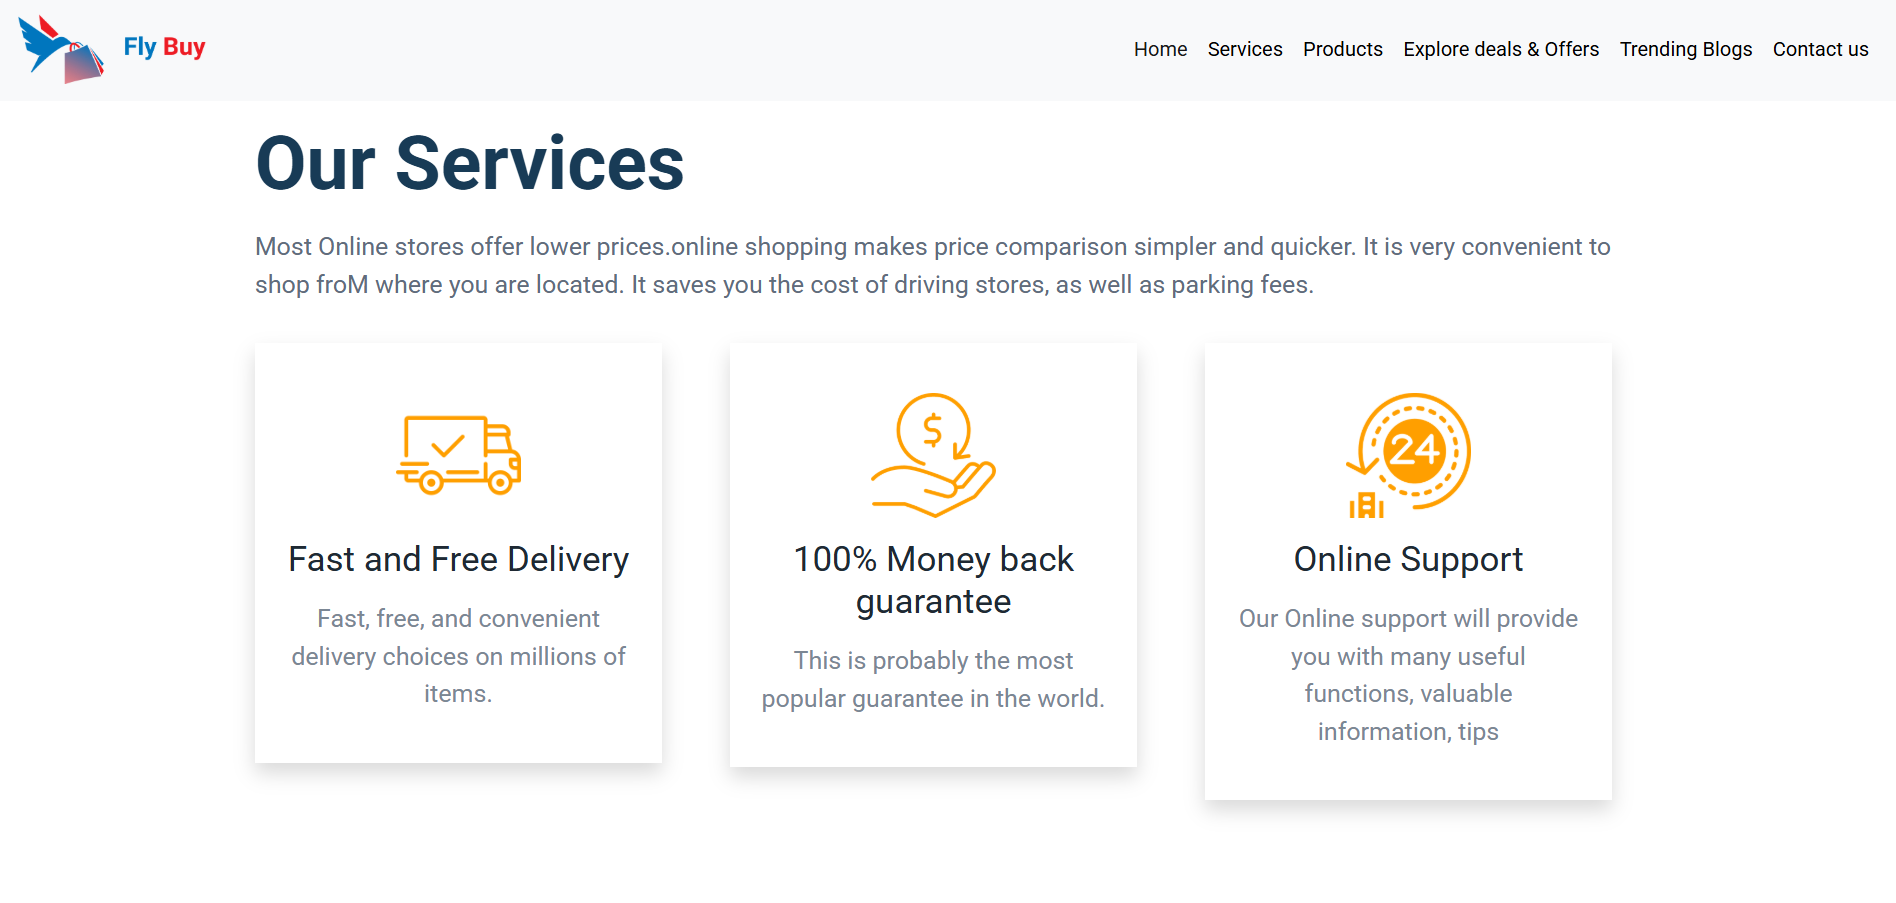 Fly Buy
Home Services Products Explore deals & Offers Trending Blogs Contact us
Our Services
Most Online stores offer lower prices.online shopping makes price comparison simpler and quicker. It is very convenient to
shop froM where you are located. It saves you the cost of driving stores, as well as parking fees.
Fast and Free Delivery
Fast, free, and convenient
delivery choices on millions of
items.
$
100% Money back
guarantee
This is probably the most
popular guarantee in the world.
24
Online Support
Our Online support will provide
you with many useful
functions, valuable
information, tips